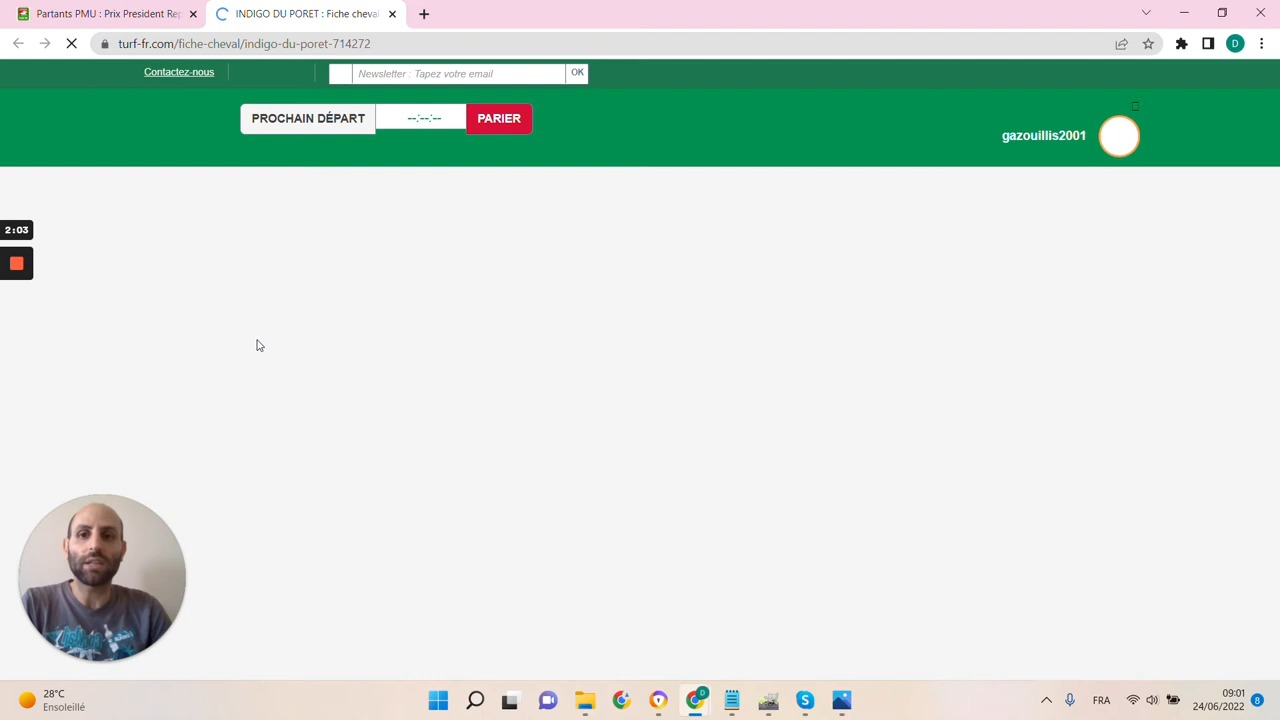 Partants PMU : Prix President Rep
INDIGO DU PORET : Fiche cheval
turf-fr.com/fiche-cheval/indigo-du-poret-714272
D
Contactez-nous
Newsletter : Tapez votre email
OK
PROCHAIN DÉPART
--:--:--
PARIER
gazouillis2001
2:03
28°C
Ensoleillé
D
FRA
09:01
24/06/2022
8